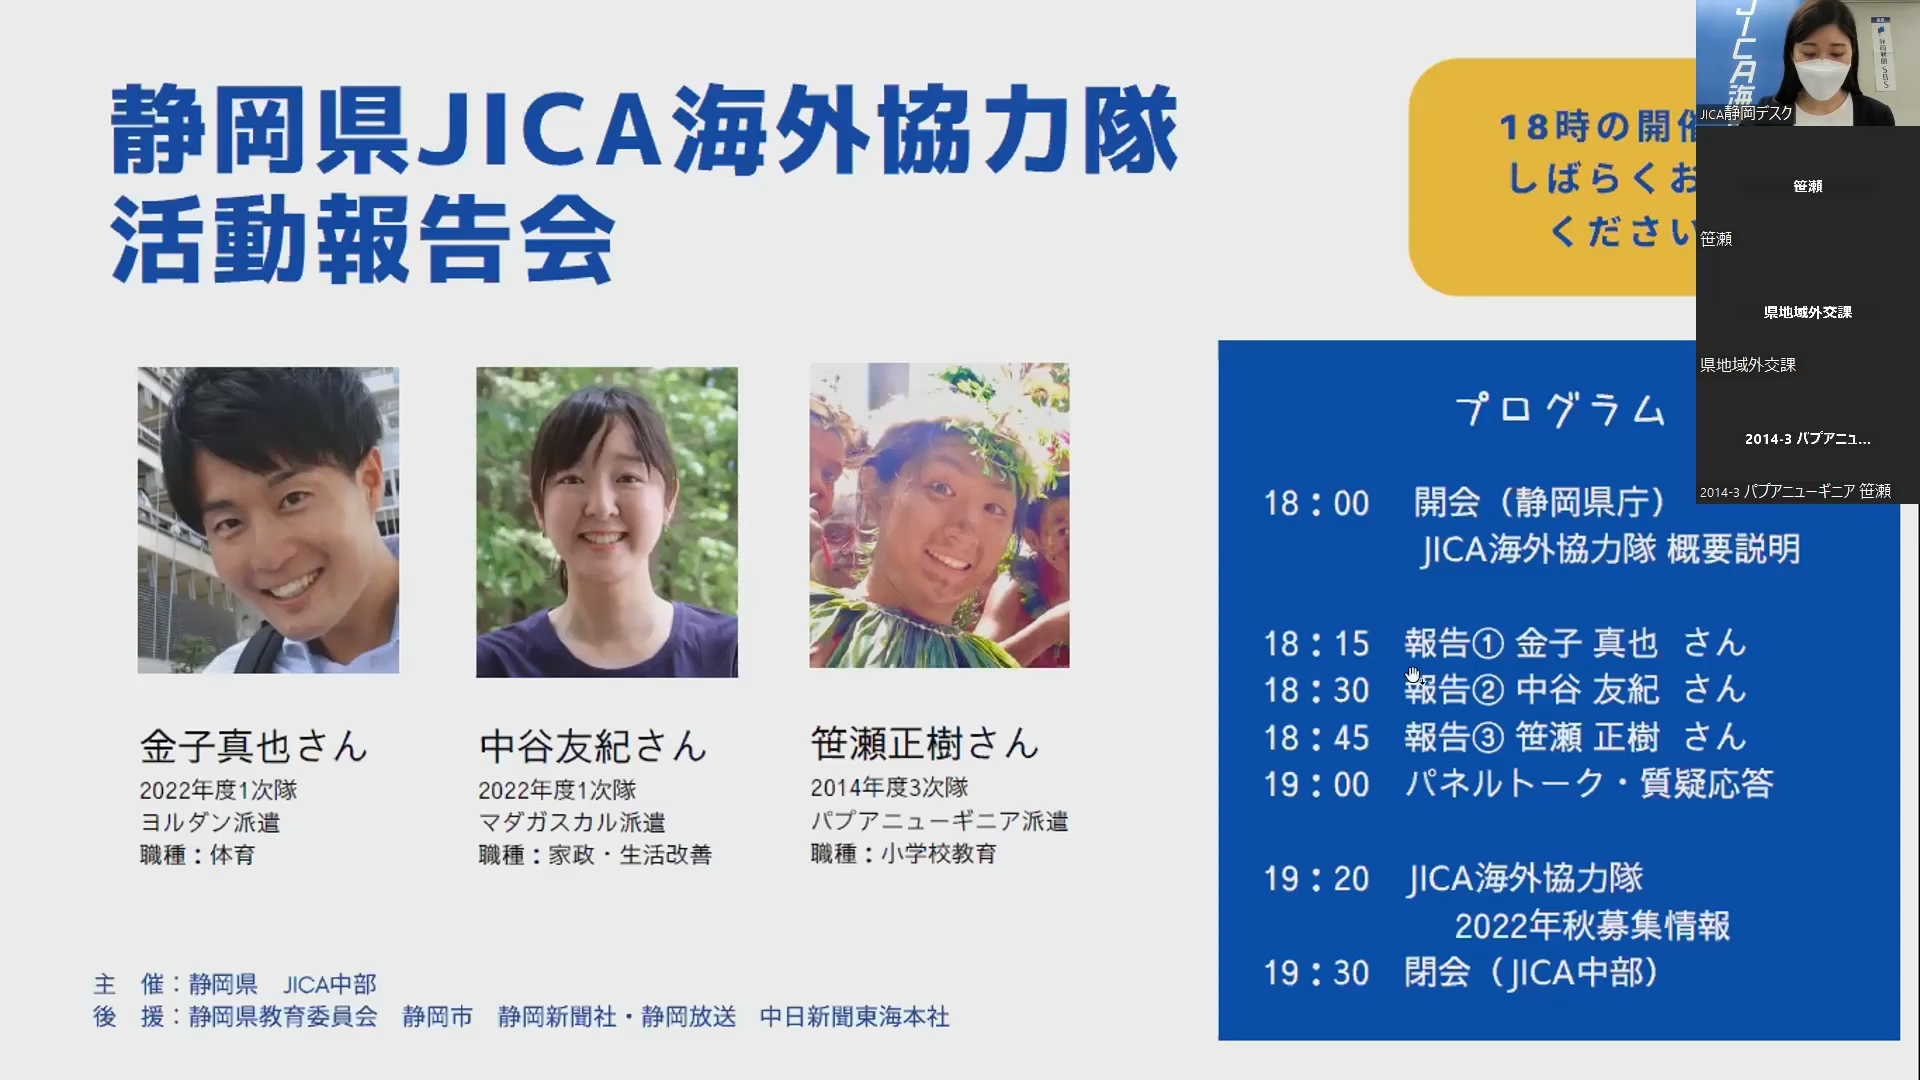 静岡県JICA海外協力隊
活動報告会
18時の開催
しばらくお
ください
金子真也さん
2022年度1次隊
ヨルダン派遣
職種：体育
中谷友紀さん
2022年度1次隊
マダガスカル派遣
職種：家政・生活改善
笹瀬正樹さん
2014年度3次隊
パプアニューギニア派遣
職種：小学校教育
主　催：静岡県　JICA中部
後　援：静岡県教育委員会　静岡市　静岡新聞社・静岡放送　中日新聞東海本社
プログラム
18：00　開会（静岡県庁）
JICA海外協力隊 概要説明
18：15　報告① 金子 真也　さん
18：30　報告② 中谷 友紀　さん
18：45　報告③ 笹瀬 正樹　さん
19：00　パネルトーク・質疑応答
19：20　JICA海外協力隊
2022年秋募集情報
19：30　閉会（JICA中部）
JICA海
JICA静岡デスク
笹瀬
笹瀬
県地域外交課
県地域外交課
2014-3 パプアニュ...
2014-3 パプアニューギニア 笹瀬